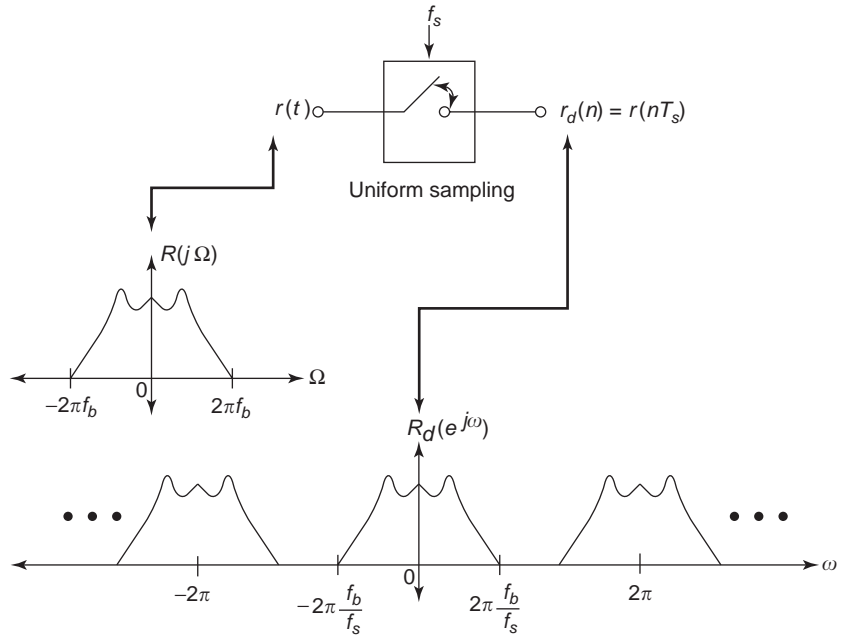 f_s
r(t)
r_d(n) = r(nT_s)
Uniform sampling
R(jΩ)
Ω
−2πf_b
0
2πf_b
R_d(e^{jω})
ω
−2π
−2π f_b/f_s
0
2π f_b/f_s
2π